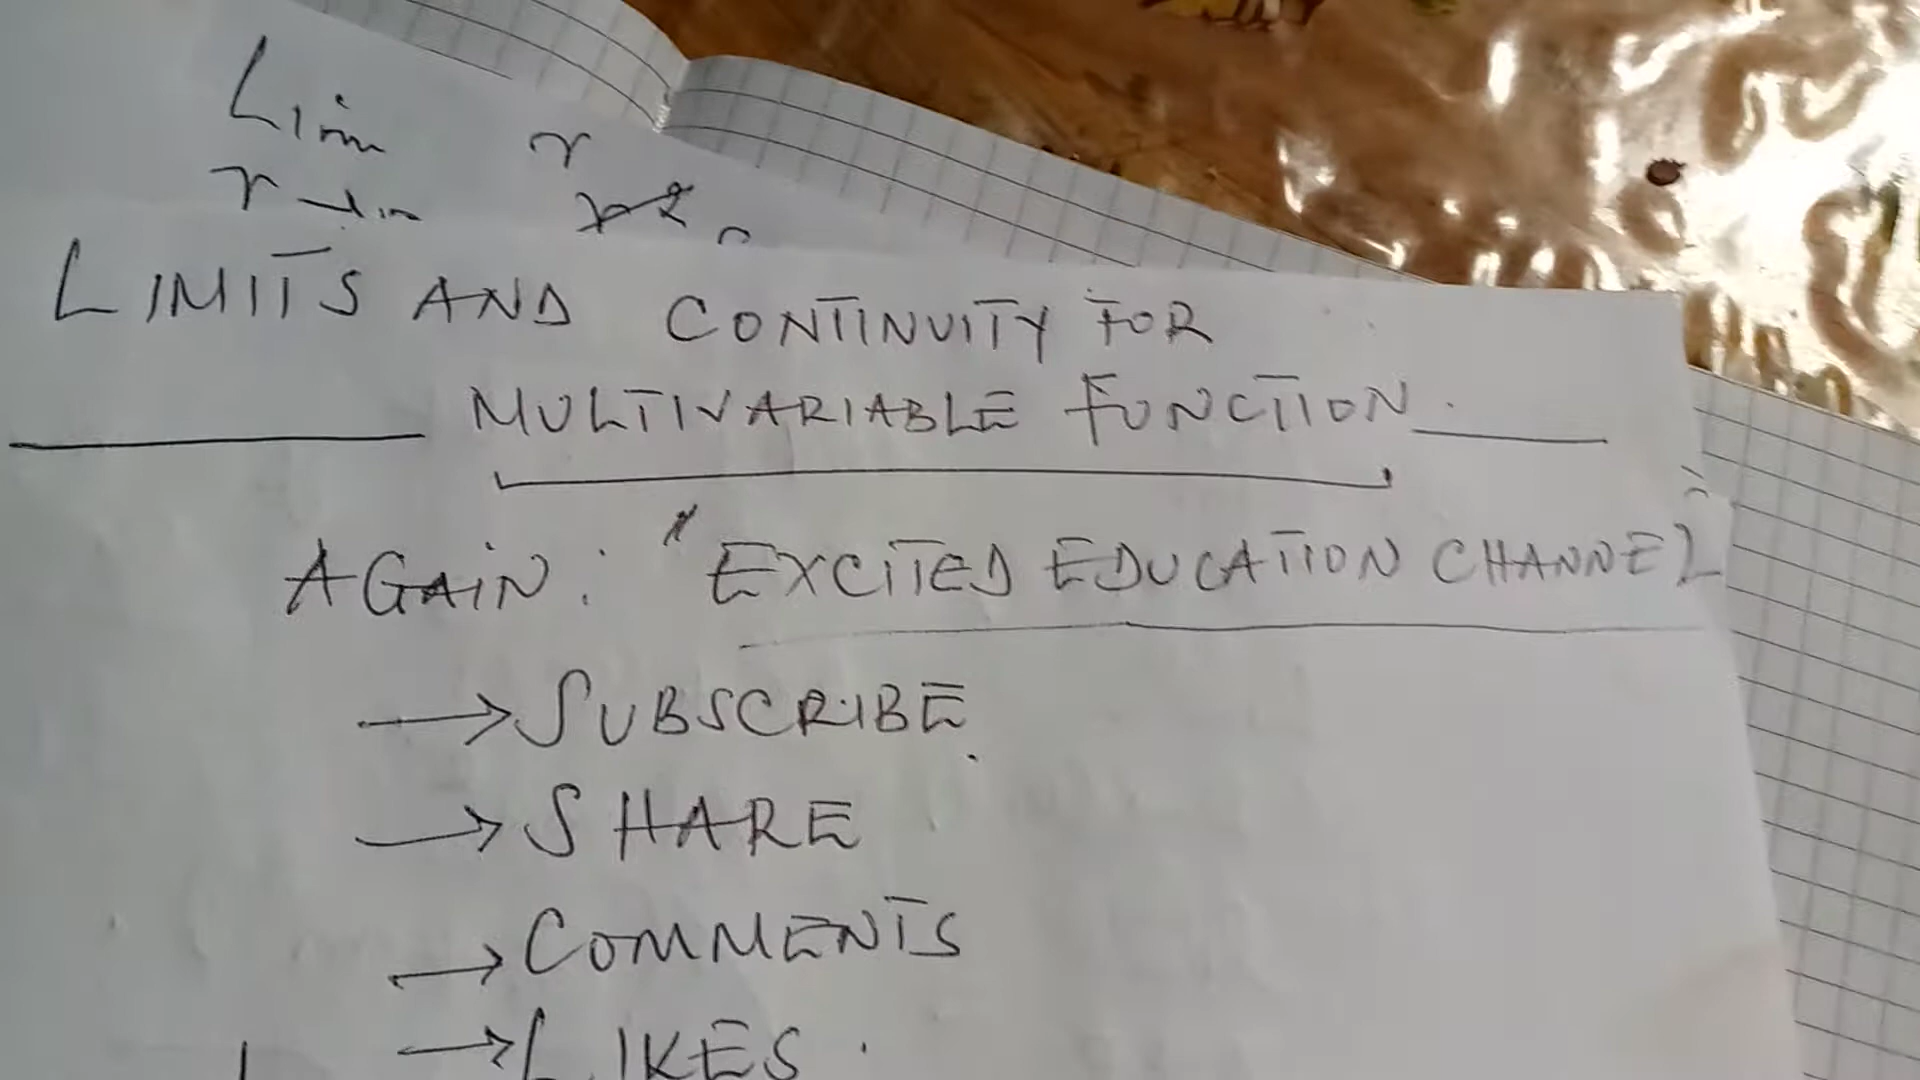 Lim r
r
LIMITS AND CONTINUITY FOR
MULTIVARIABLE FUNCTION.
AGAIN: "EXCITED EDUCATION CHANNEL"
→ SUBSCRIBE.
→ SHARE
→ COMMENTS
→ LIKES.